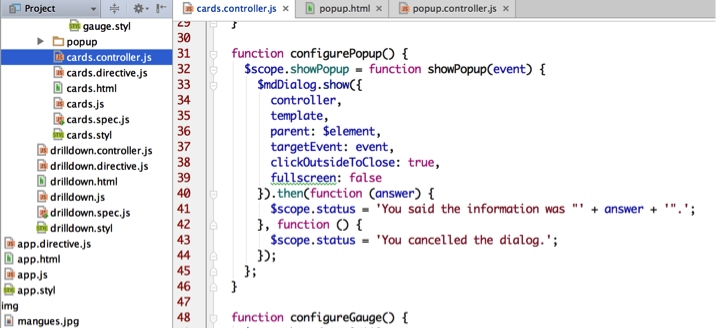 Project
cards.controller.js
popup.html
popup.controller.js
gauge.styl
popup
cards.controller.js
cards.directive.js
cards.html
cards.js
cards.spec.js
cards.styl
drilldown.controller.js
drilldown.directive.js
drilldown.html
drilldown.js
drilldown.spec.js
drilldown.styl
app.directive.js
app.html
app.js
app.styl
img
mangues.jpg
29 }
30
31 function configurePopup() {
32 $scope.showPopup = function showPopup(event) {
33 $mdDialog.show({
34 controller,
35 template,
36 parent: $element,
37 targetEvent: event,
38 clickOutsideToClose: true,
39 fullscreen: false
40 }).then(function (answer) {
41 $scope.status = 'You said the information was "' + answer + '".';
42 }, function () {
43 $scope.status = 'You cancelled the dialog.';
44 });
45 };
46 }
47
48 function configureGauge() {